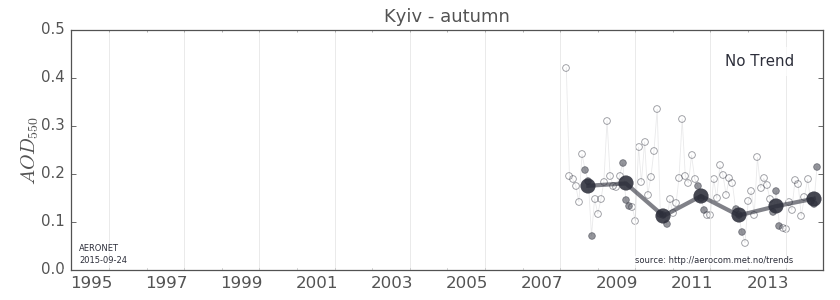 Kyiv - autumn
0.5
0.4
0.3
0.2
0.1
0.0
AOD550
No Trend
AERONET
2015-09-24
source: http://aerocom.met.no/trends
1995 1997 1999 2001 2003 2005 2007 2009 2011 2013